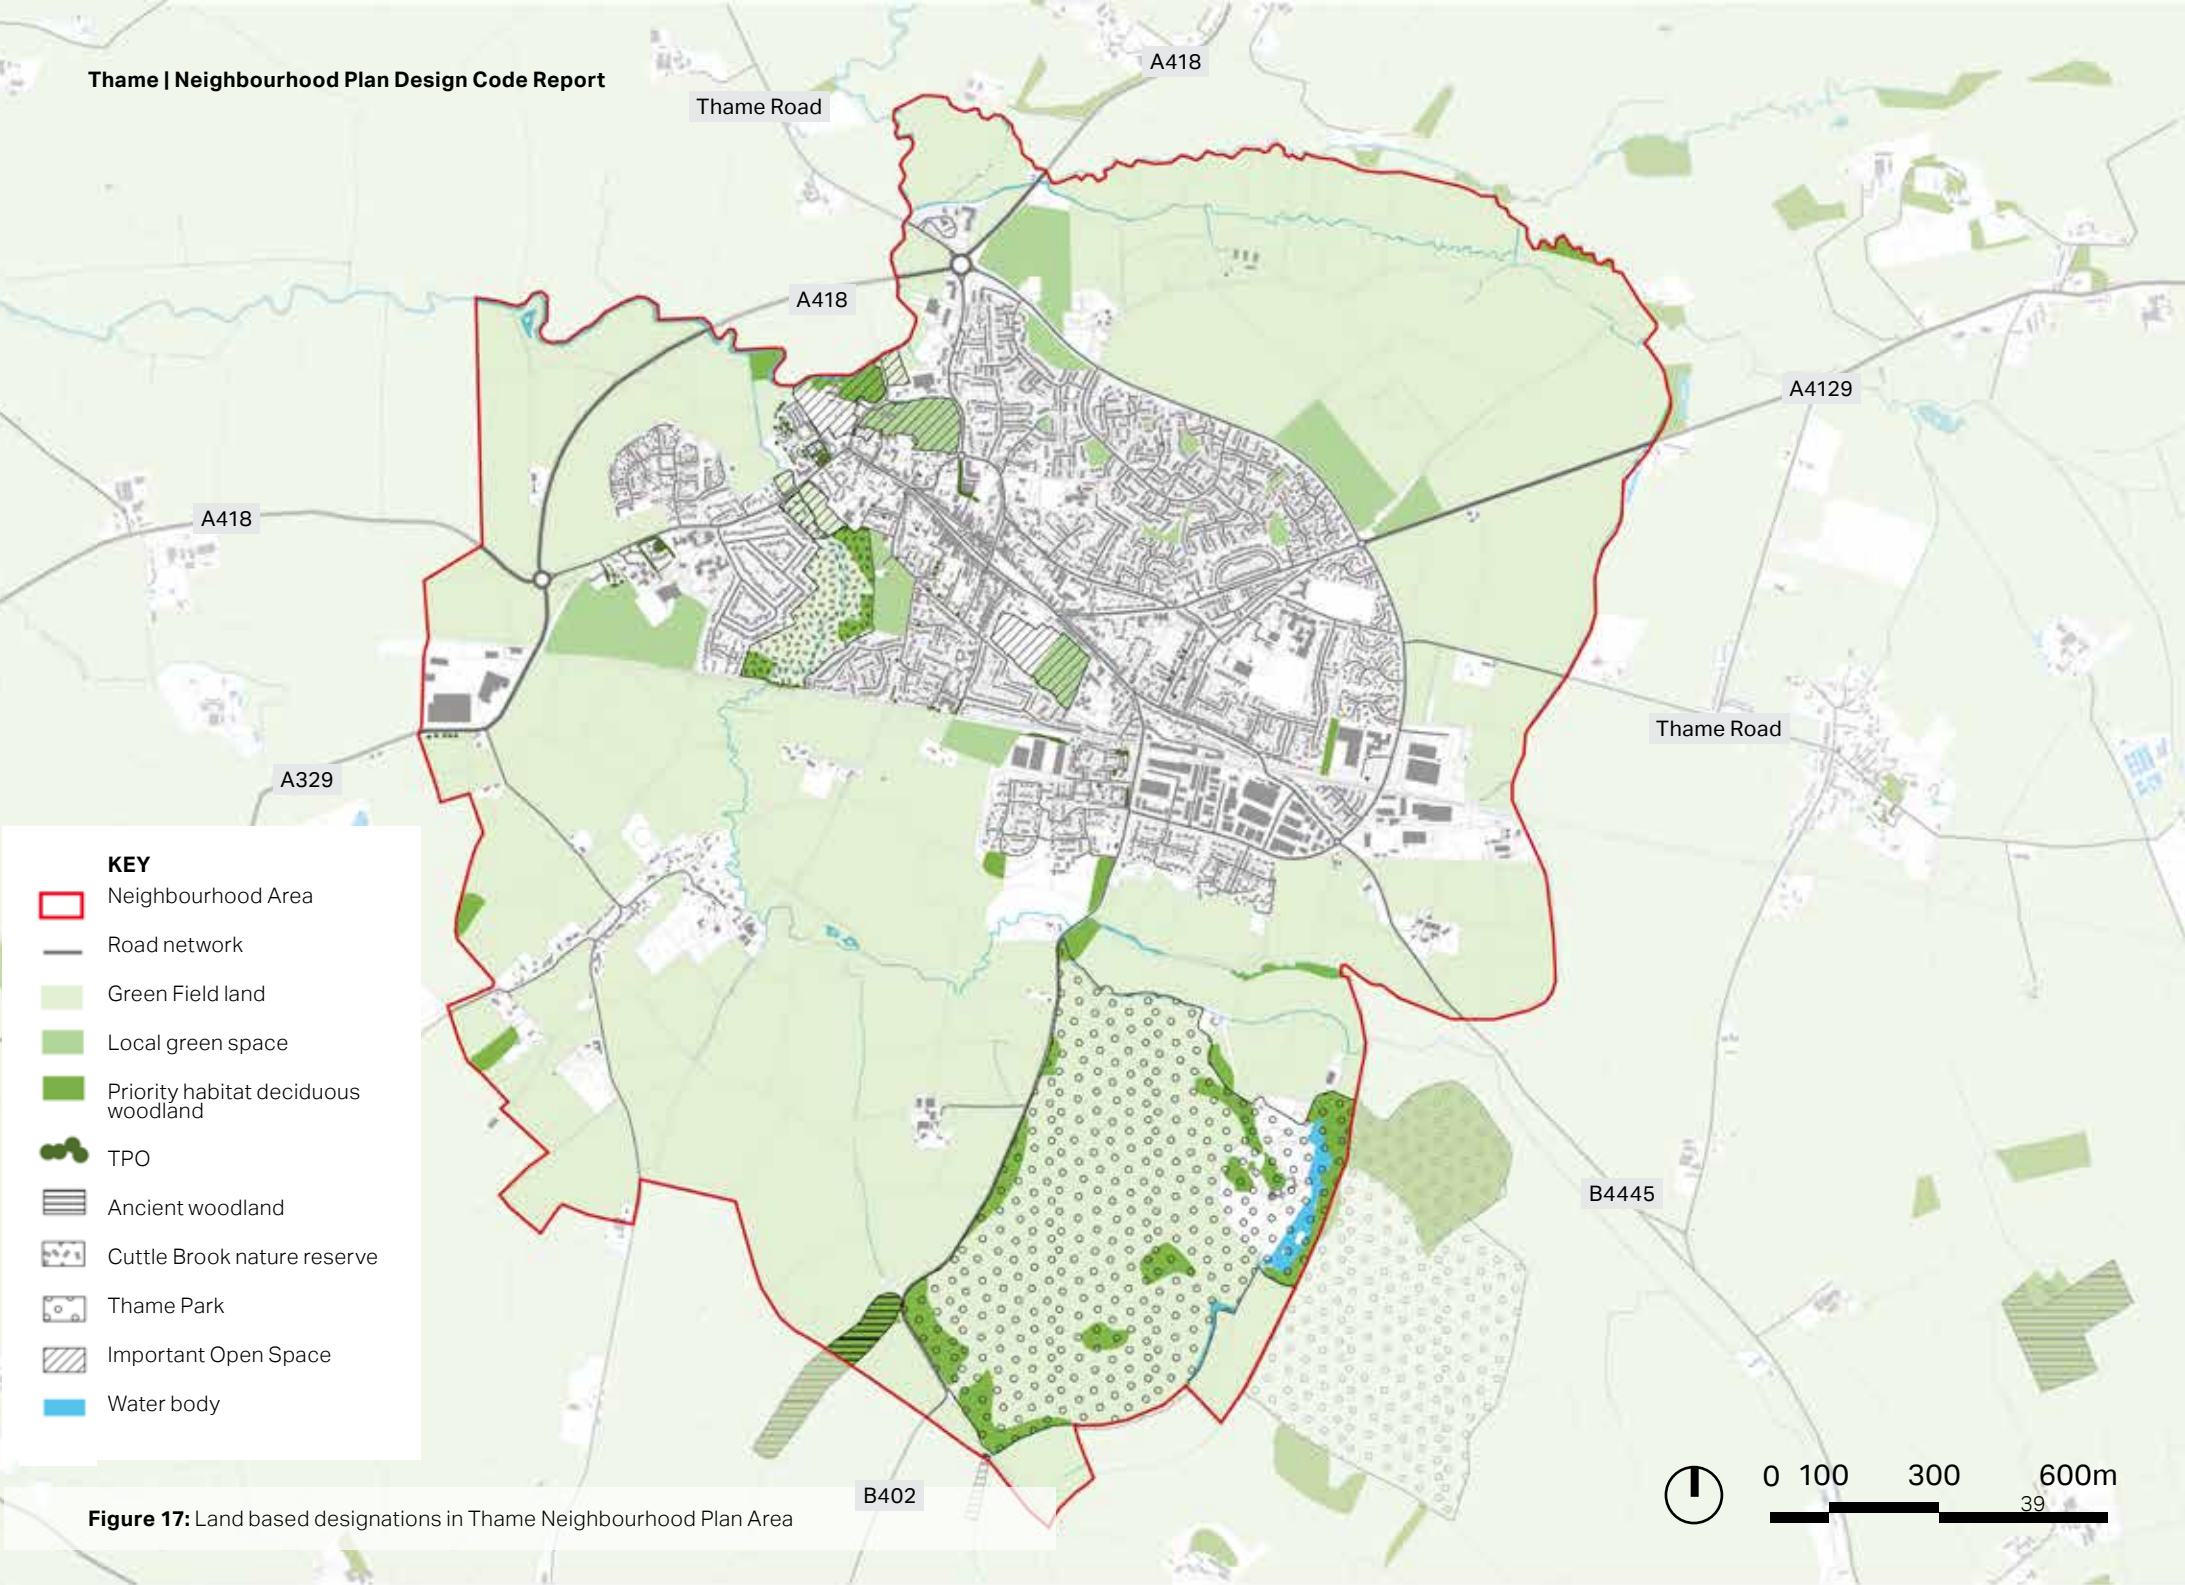 Thame | Neighbourhood Plan Design Code Report
A418
Thame Road
A418
A4129
A418
Thame Road
A329
KEY
Neighbourhood Area
Road network
Green Field land
Local green space
Priority habitat deciduous
woodland
TPO
Ancient woodland
Cuttle Brook nature reserve
Thame Park
Important Open Space
Water body
B4445
B402
0 100 300 600m
39
Figure 17: Land based designations in Thame Neighbourhood Plan Area